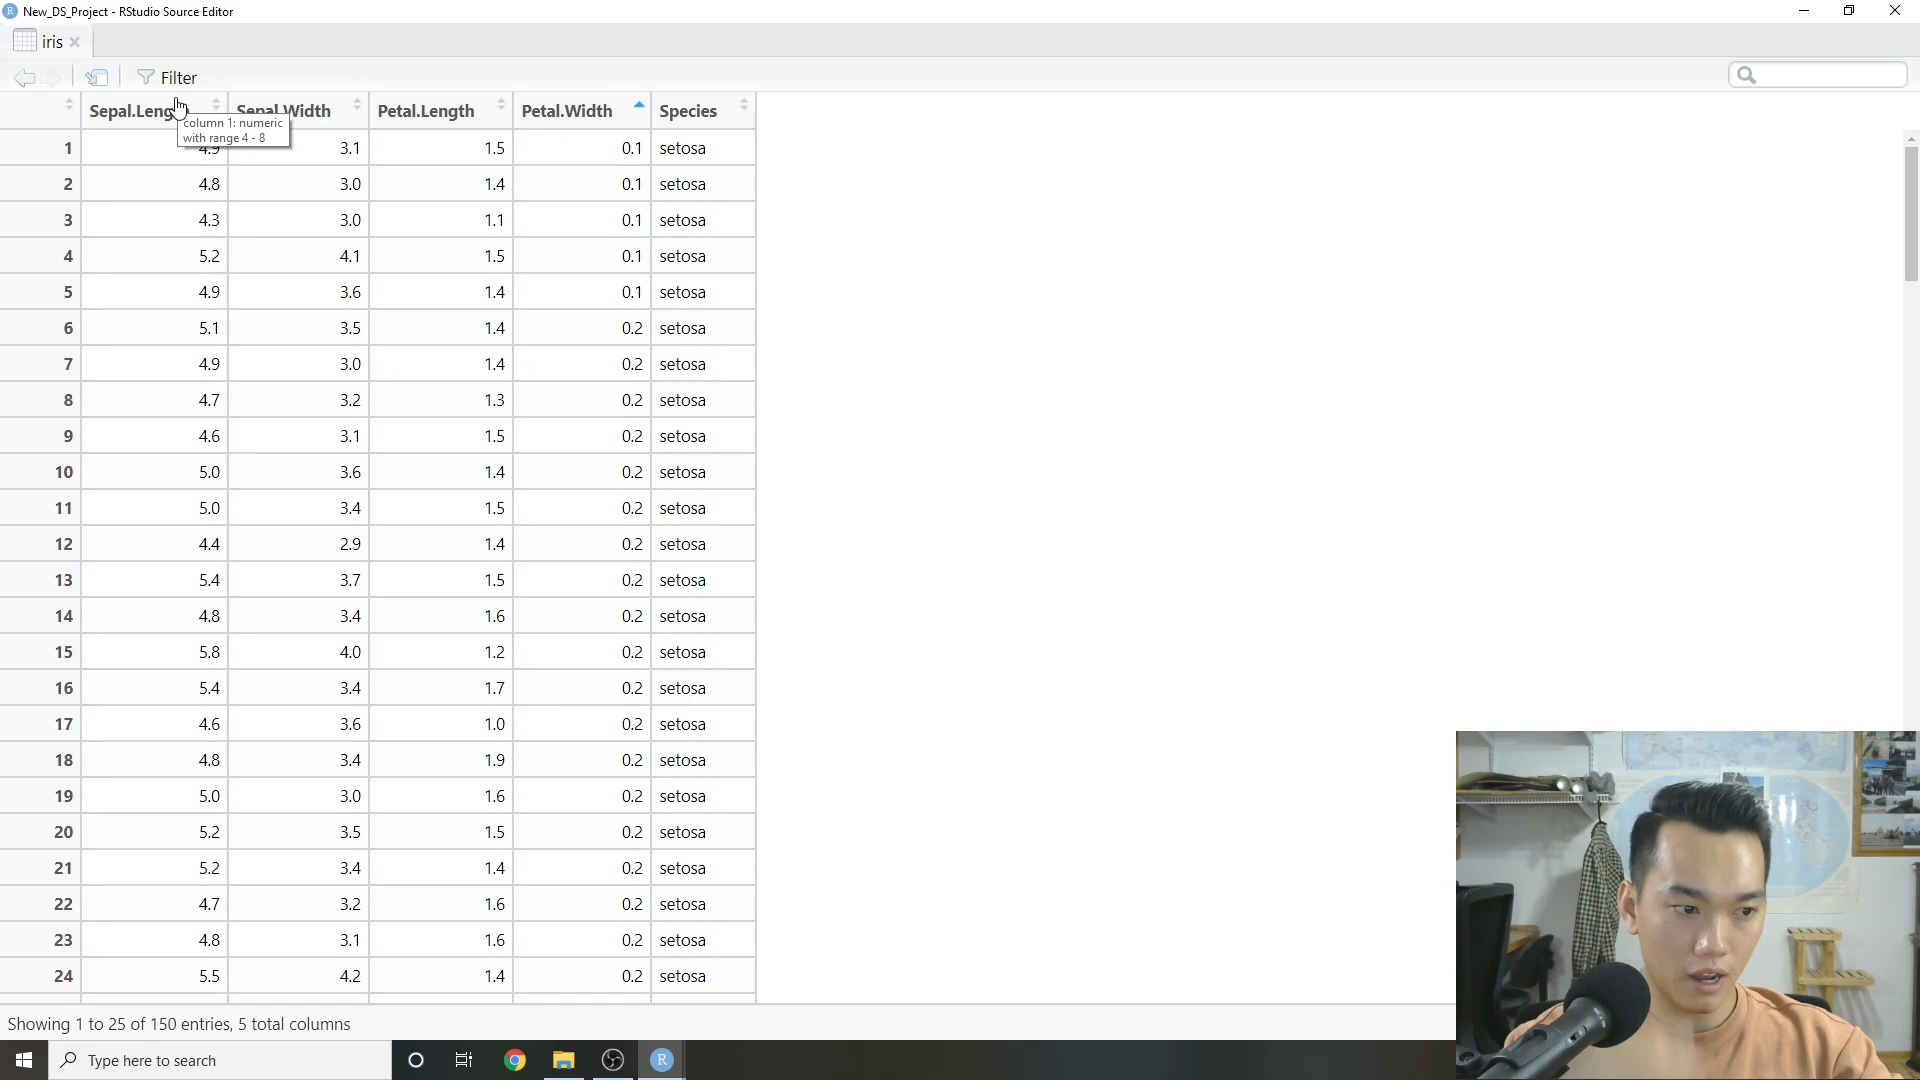 New_DS_Project - RStudio Source Editor
iris
Filter
Sepal.Leng Sepal.Width Petal.Length Petal.Width Species
column 1: numeric
with range 4 - 8
1 4.9 3.1 1.5 0.1 setosa
2 4.8 3.0 1.4 0.1 setosa
3 4.3 3.0 1.1 0.1 setosa
4 5.2 4.1 1.5 0.1 setosa
5 4.9 3.6 1.4 0.1 setosa
6 5.1 3.5 1.4 0.2 setosa
7 4.9 3.0 1.4 0.2 setosa
8 4.7 3.2 1.3 0.2 setosa
9 4.6 3.1 1.5 0.2 setosa
10 5.0 3.6 1.4 0.2 setosa
11 5.0 3.4 1.5 0.2 setosa
12 4.4 2.9 1.4 0.2 setosa
13 5.4 3.7 1.5 0.2 setosa
14 4.8 3.4 1.6 0.2 setosa
15 5.8 4.0 1.2 0.2 setosa
16 5.4 3.4 1.7 0.2 setosa
17 4.6 3.6 1.0 0.2 setosa
18 4.8 3.4 1.9 0.2 setosa
19 5.0 3.0 1.6 0.2 setosa
20 5.2 3.5 1.5 0.2 setosa
21 5.2 3.4 1.4 0.2 setosa
22 4.7 3.2 1.6 0.2 setosa
23 4.8 3.1 1.6 0.2 setosa
24 5.5 4.2 1.4 0.2 setosa
Showing 1 to 25 of 150 entries, 5 total columns
Type here to search